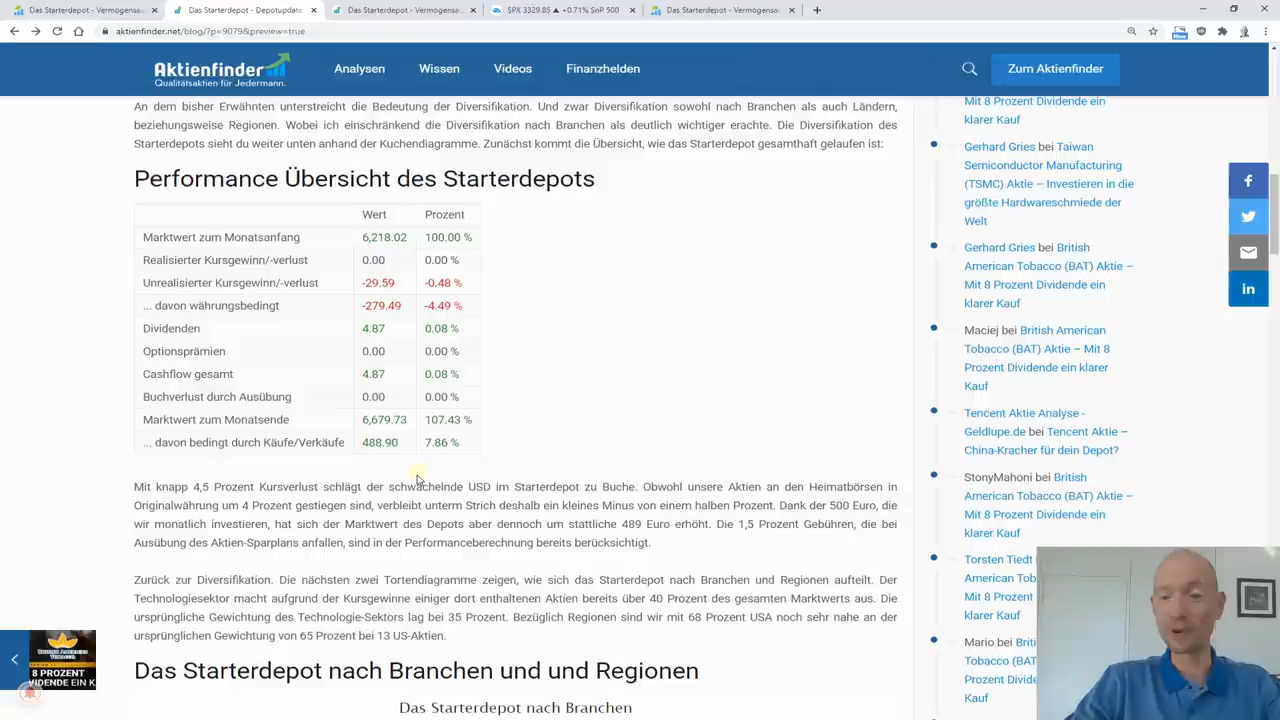 Das Starterdepot - Vermögensa
Das Starterdepot - Depotupdate
Das Starterdepot - Vermögensa
SPX 3329.85 ▲ +0.71% SnP 500
Das Starterdepot - Vermögensa
aktienfinder.net/blog/?p=9079&preview=true
Aktienfinder
Qualitätsaktien für Jedermann.
Analysen
Wissen
Videos
Finanzhelden
Zum Aktienfinder
An dem bisher Erwähnten unterstreicht die Bedeutung der Diversifikation. Und zwar Diversifikation sowohl nach Branchen als auch Ländern,
beziehungsweise Regionen. Wobei ich einschränkend die Diversifikation nach Branchen als deutlich wichtiger erachte. Die Diversifikation des
Starterdepots sieht du weiter unten anhand der Kuchendiagramme. Zunächst kommt die Übersicht, wie das Starterdepot gesamthaft gelaufen ist:
Performance Übersicht des Starterdepots
Wert Prozent
Marktwert zum Monatsanfang 6,218.02 100.00 %
Realisierter Kursgewinn/-verlust 0.00 0.00 %
Unrealisierter Kursgewinn/-verlust -29.59 -0.48 %
... davon währungsbedingt -279.49 -4.49 %
Dividenden 4.87 0.08 %
Optionsprämien 0.00 0.00 %
Cashflow gesamt 4.87 0.08 %
Buchverlust durch Ausübung 0.00 0.00 %
Marktwert zum Monatsende 6,679.73 107.43 %
... davon bedingt durch Käufe/Verkäufe 488.90 7.86 %
Mit knapp 4,5 Prozent Kursverlust schlägt der schwächelnde USD im Starterdepot zu Buche. Obwohl unsere Aktien an den Heimatbörsen in
Originalwährung um 4 Prozent gestiegen sind, verbleibt unterm Strich deshalb ein kleines Minus von einem halben Prozent. Dank der 500 Euro, die
wir monatlich investieren, hat sich der Marktwert des Depots aber dennoch um stattliche 489 Euro erhöht. Die 1,5 Prozent Gebühren, die bei
Ausübung des Aktien-Sparplans anfallen, sind in der Performanceberechnung bereits berücksichtigt.
Zurück zur Diversifikation. Die nächsten zwei Tortendiagramme zeigen, wie sich das Starterdepot nach Branchen und Regionen aufteilt. Der
Technologiesektor macht aufgrund der Kursgewinne einiger dort enthaltenen Aktien bereits über 40 Prozent des gesamten Marktwerts aus. Die
ursprüngliche Gewichtung des Technologie-Sektors lag bei 35 Prozent. Bezüglich Regionen sind wir mit 68 Prozent USA noch sehr nahe an der
ursprünglichen Gewichtung von 65 Prozent bei 13 US-Aktien.
Das Starterdepot nach Branchen und und Regionen
Das Starterdepot nach Branchen
Mit 8 Prozent Dividende ein
klarer Kauf
Gerhard Gries bei Taiwan
Semiconductor Manufacturing
(TSMC) Aktie – Investieren in die
größte Hardwareschmiede der
Welt
Gerhard Gries bei British
American Tobacco (BAT) Aktie –
Mit 8 Prozent Dividende ein
klarer Kauf
Maciej bei British American
Tobacco (BAT) Aktie – Mit 8
Prozent Dividende ein klarer
Kauf
Tencent Aktie Analyse -
Geldlupe.de bei Tencent Aktie –
China-Kracher für dein Depot?
StonyMahoni bei British
American Tobacco (BAT) Aktie –
Mit 8 Prozent Dividende ein
klarer Kauf
Torsten Tiedt
American Tob
Mit 8 Prozent
klarer Kauf
Mario bei Briti
Tobacco (BAT)
Prozent Divide
Kauf
British American
Tobacco
8 PROZENT
VIDENDE EIN K